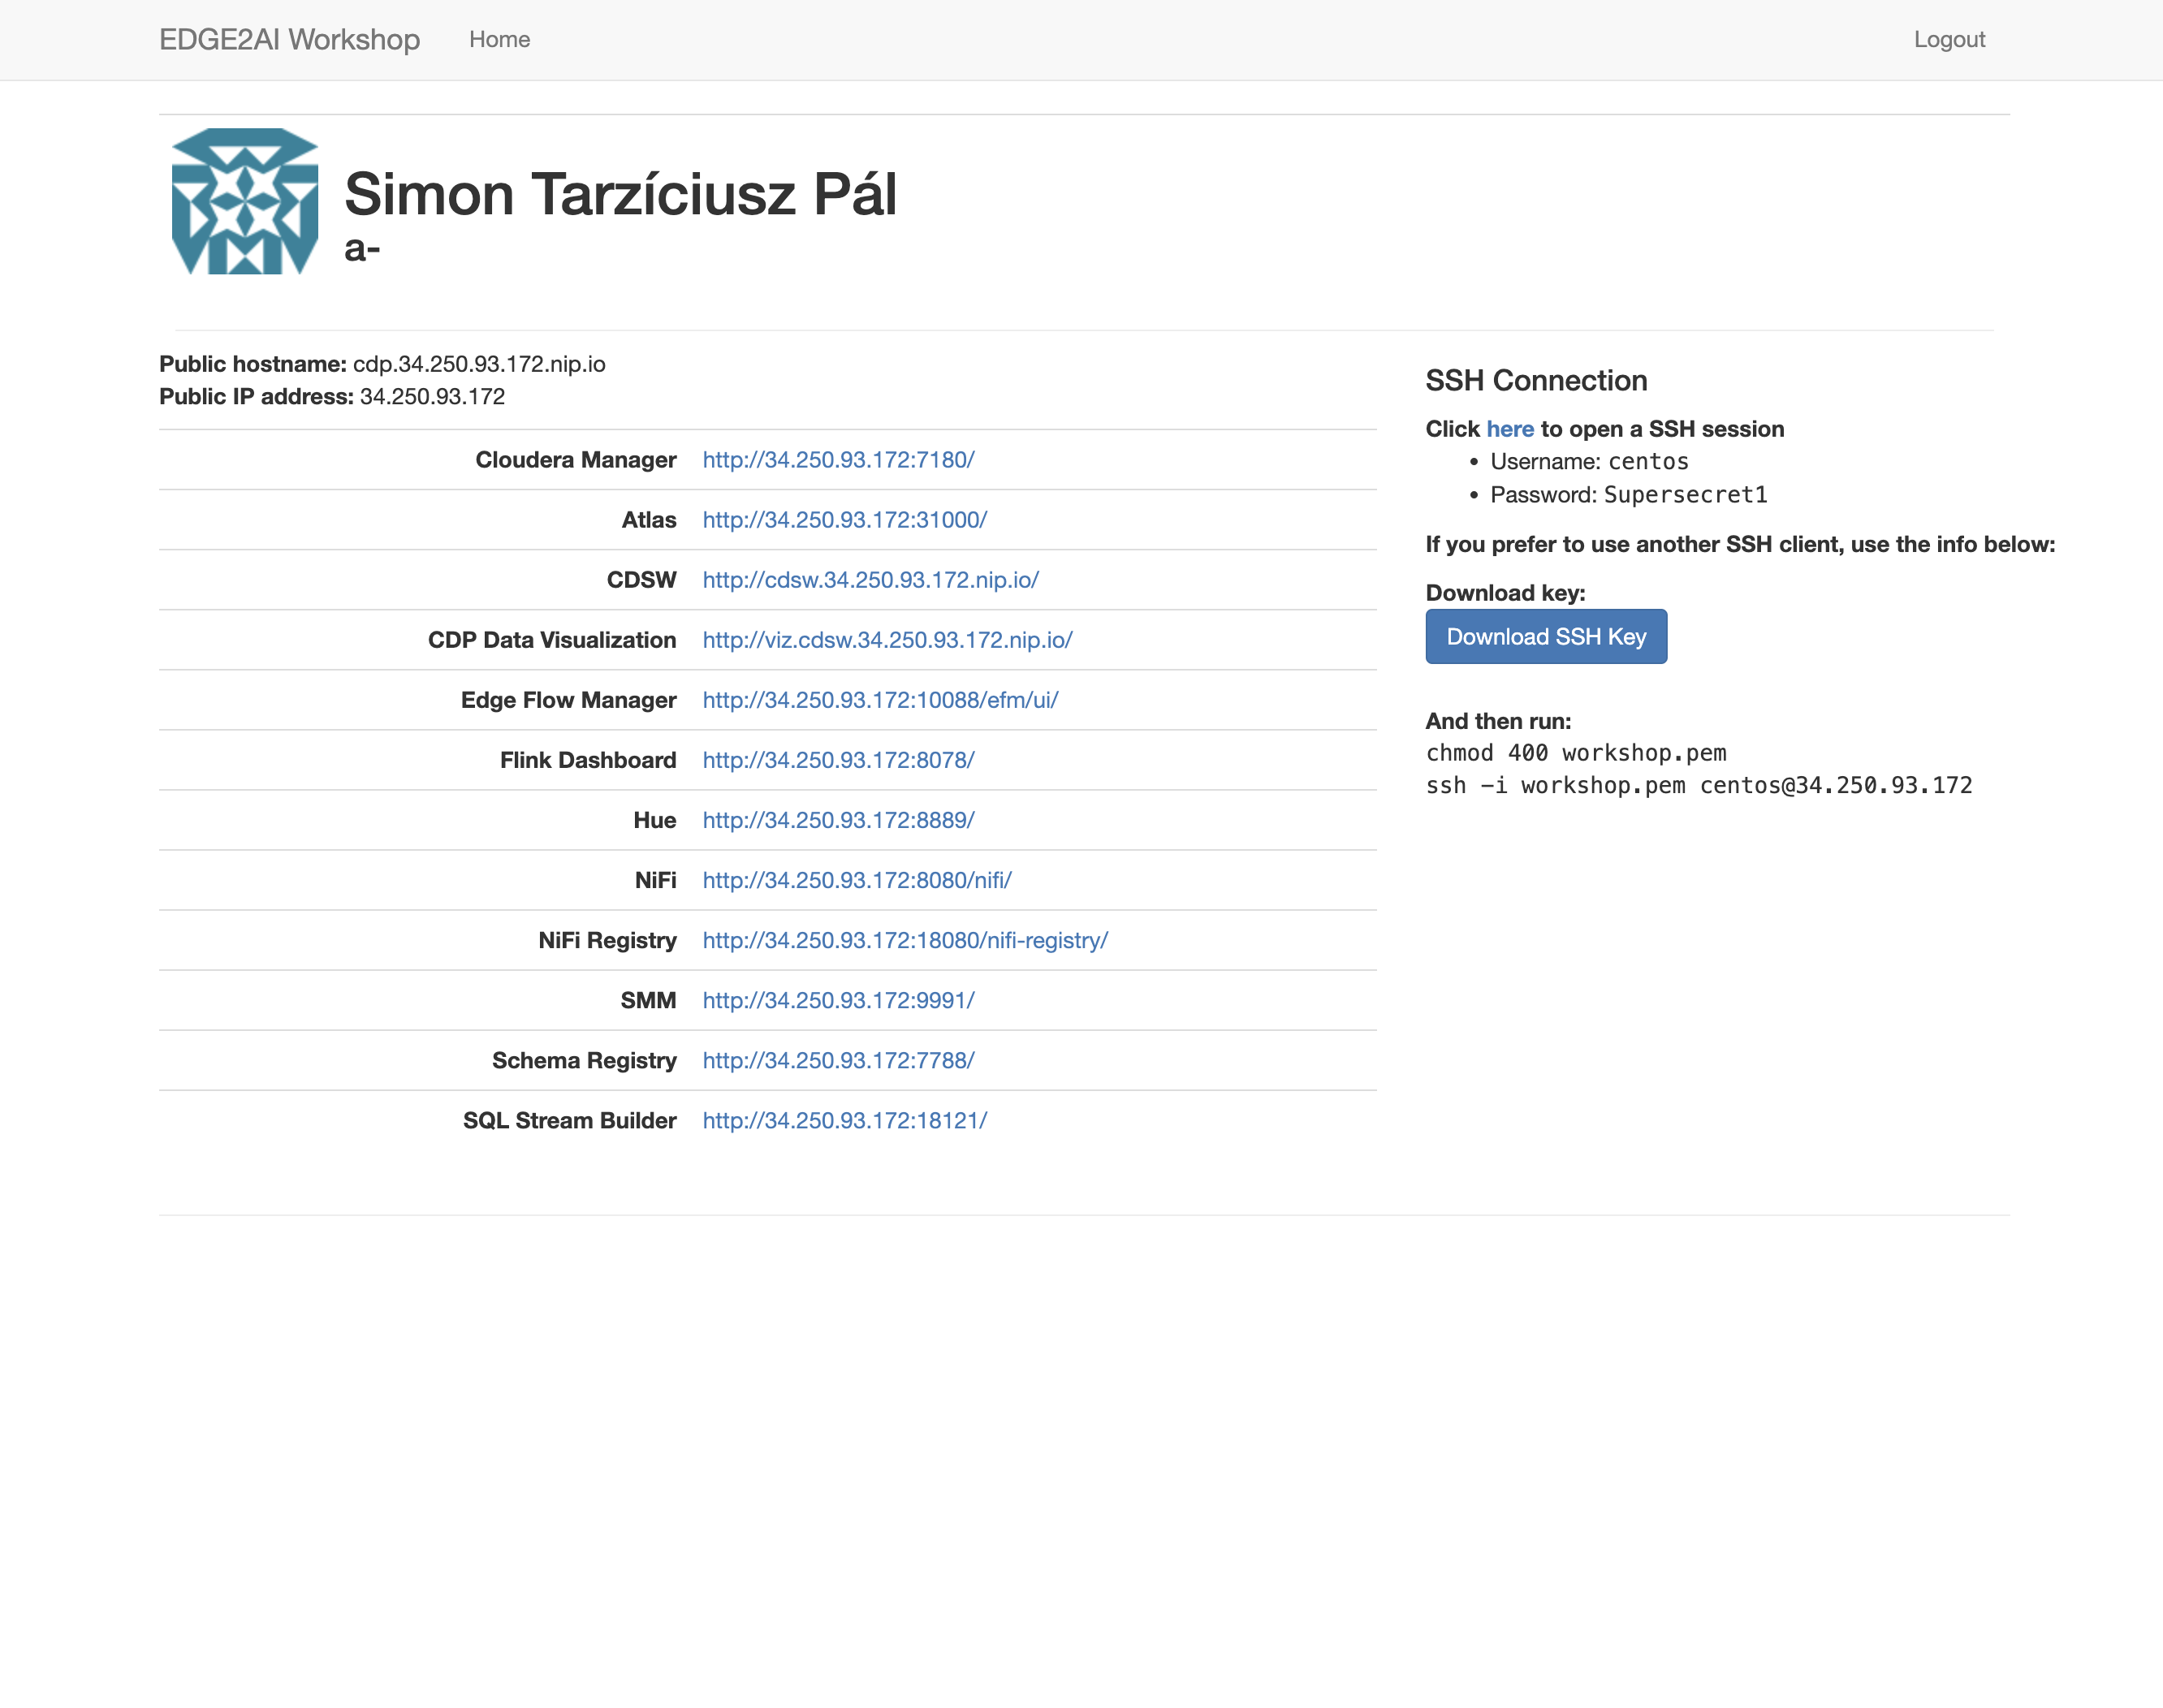 EDGE2AI Workshop Home Logout
Simon Tarzíciusz Pál
a-
Public hostname: cdp.34.250.93.172.nip.io
Public IP address: 34.250.93.172
Cloudera Manager http://34.250.93.172:7180/
Atlas http://34.250.93.172:31000/
CDSW http://cdsw.34.250.93.172.nip.io/
CDP Data Visualization http://viz.cdsw.34.250.93.172.nip.io/
Edge Flow Manager http://34.250.93.172:10088/efm/ui/
Flink Dashboard http://34.250.93.172:8078/
Hue http://34.250.93.172:8889/
NiFi http://34.250.93.172:8080/nifi/
NiFi Registry http://34.250.93.172:18080/nifi-registry/
SMM http://34.250.93.172:9991/
Schema Registry http://34.250.93.172:7788/
SQL Stream Builder http://34.250.93.172:18121/
SSH Connection
Click here to open a SSH session
• Username: centos
• Password: Supersecret1
If you prefer to use another SSH client, use the info below:
Download key:
Download SSH Key
And then run:
chmod 400 workshop.pem
ssh -i workshop.pem centos@34.250.93.172